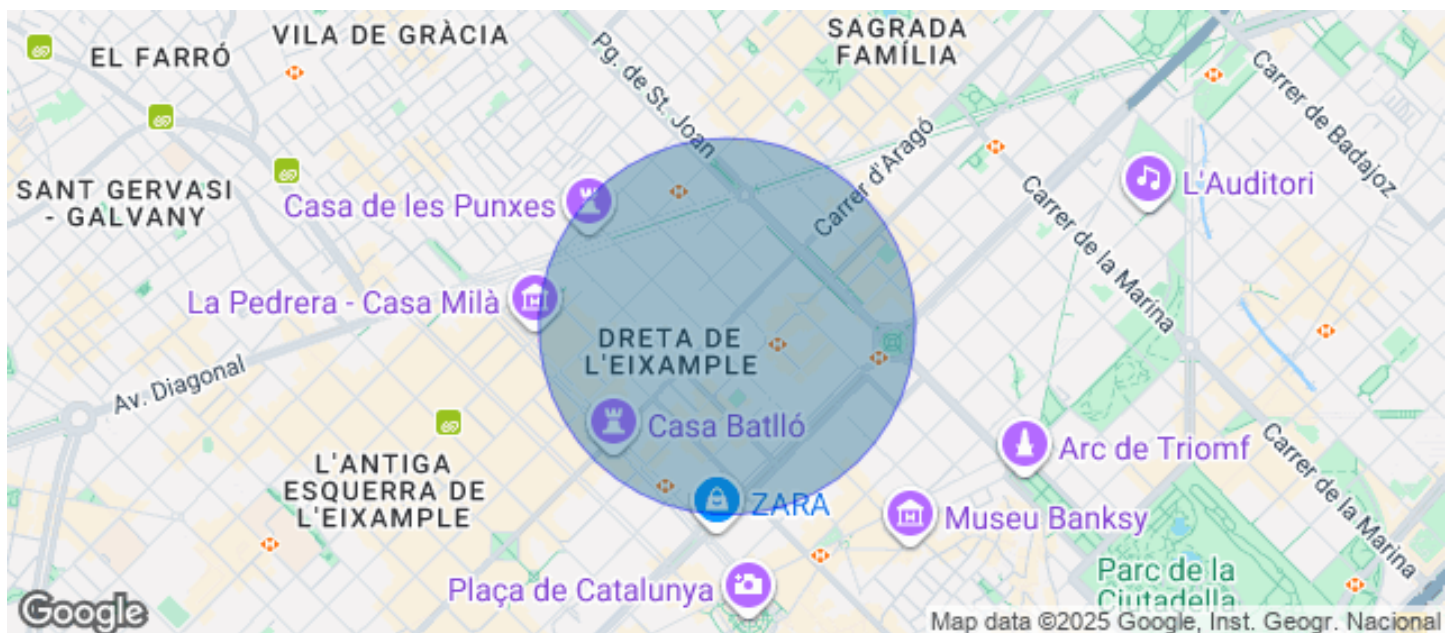 EL FARRÓ
VILA DE GRÀCIA
Pg. de St. Joan
SAGRADA
FAMÍLIA
Carrer de Badajoz
Carrer d'Aragó
SANT GERVASI
- GALVANY
Casa de les Punxes
L'Auditori
Carrer de la Marina
La Pedrera - Casa Milà
DRETA DE
L'EIXAMPLE
Av. Diagonal
Casa Batlló
Arc de Triomf
Carrer de la Marina
L'ANTIGA
ESQUERRA DE
L'EIXAMPLE
ZARA
Museu Banksy
Plaça de Catalunya
Parc de la
Ciutadella
Google
Map data ©2025 Google, Inst. Geogr. Nacional